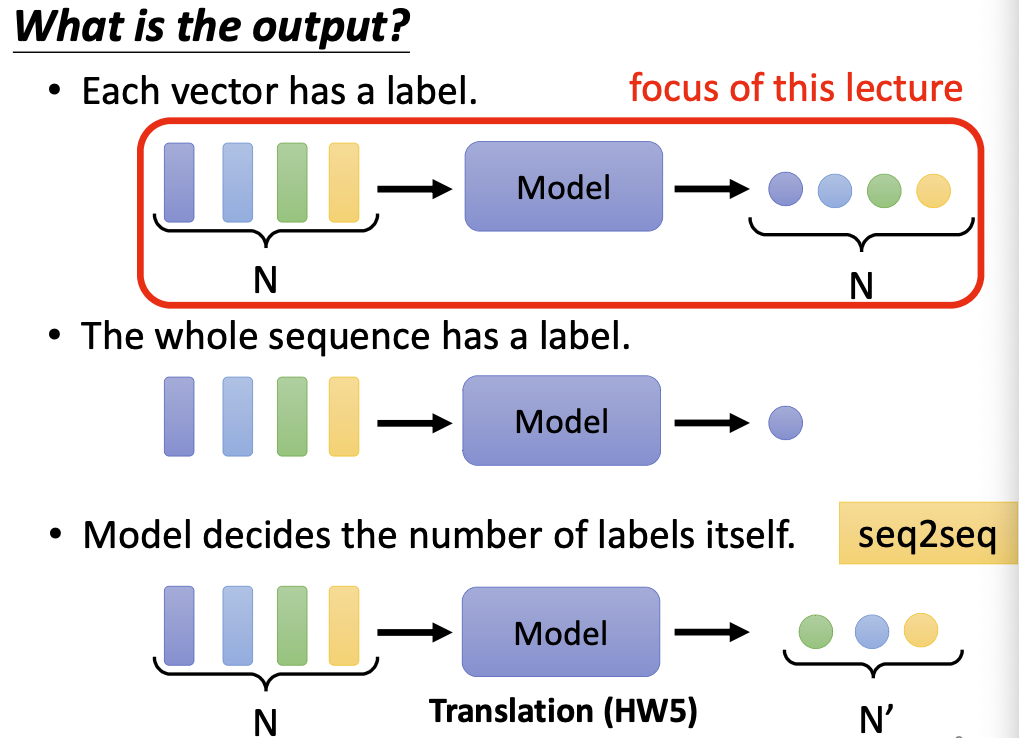 What is the output?
• Each vector has a label.
focus of this lecture
Model
N
N
• The whole sequence has a label.
Model
• Model decides the number of labels itself.
seq2seq
Model
Translation (HW5)
N
N’